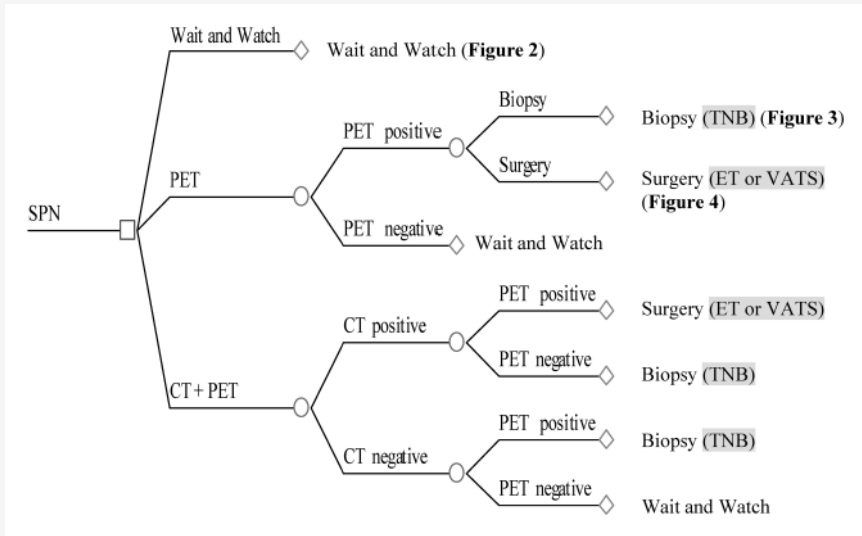 Wait and Watch
Wait and Watch (Figure 2)
Biopsy
Biopsy (TNB) (Figure 3)
PET positive
Surgery
Surgery (ET or VATS)
(Figure 4)
PET
SPN
PET negative
Wait and Watch
PET positive
Surgery (ET or VATS)
CT positive
PET negative
Biopsy (TNB)
CT + PET
PET positive
Biopsy (TNB)
CT negative
PET negative
Wait and Watch